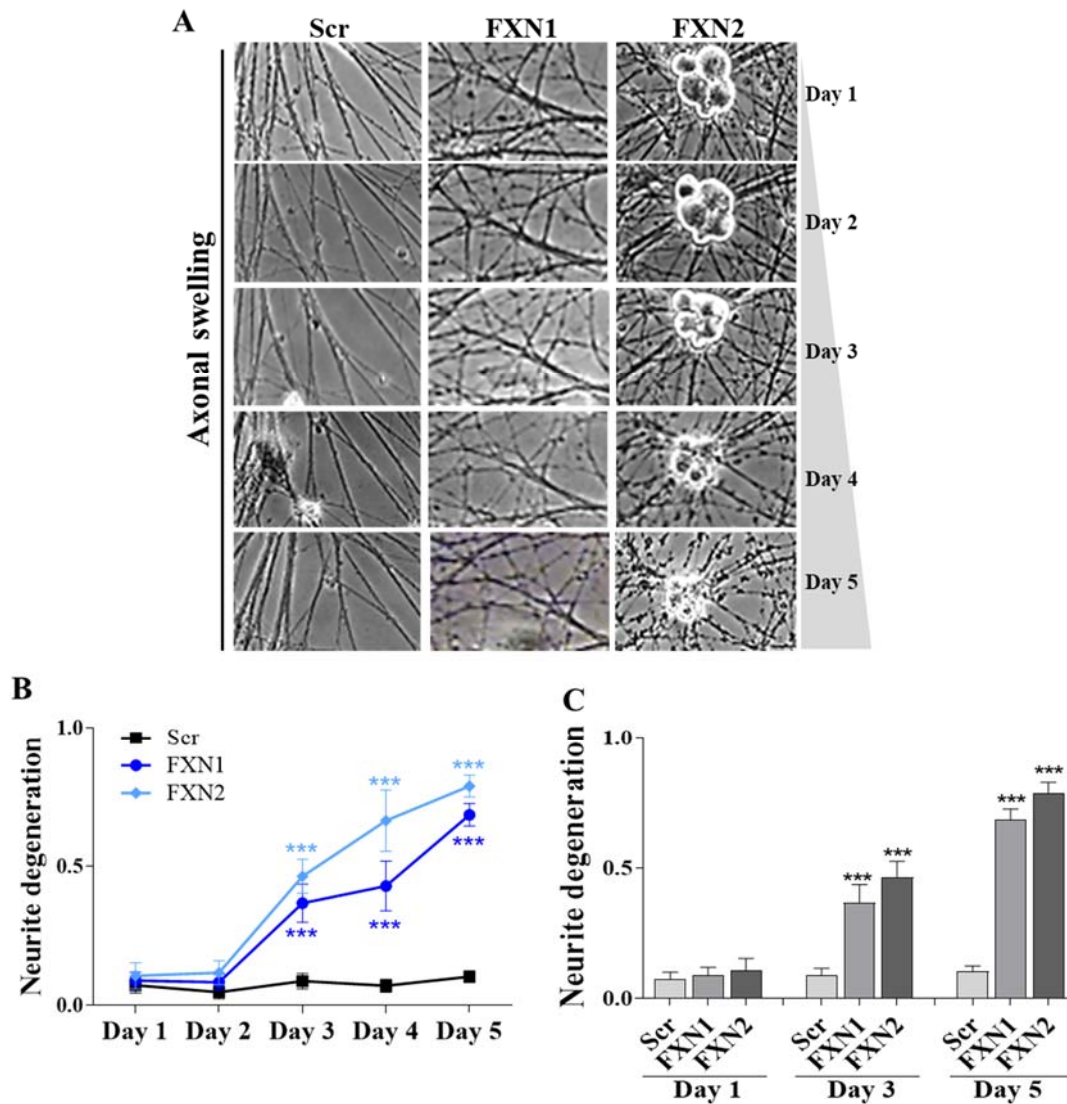 A
Scr FXN1 FXN2
Axonal swelling
Day 1
Day 2
Day 3
Day 4
Day 5
B
Neurite degeneration
1.0
0.5
0.0
Scr
FXN1
FXN2
***
***
***
***
***
***
Day 1 Day 2 Day 3 Day 4 Day 5
C
Neurite degeneration
1.0
0.5
0.0
***
***
***
***
Scr FXN1 FXN2 Scr FXN1 FXN2 Scr FXN1 FXN2
Day 1 Day 3 Day 5